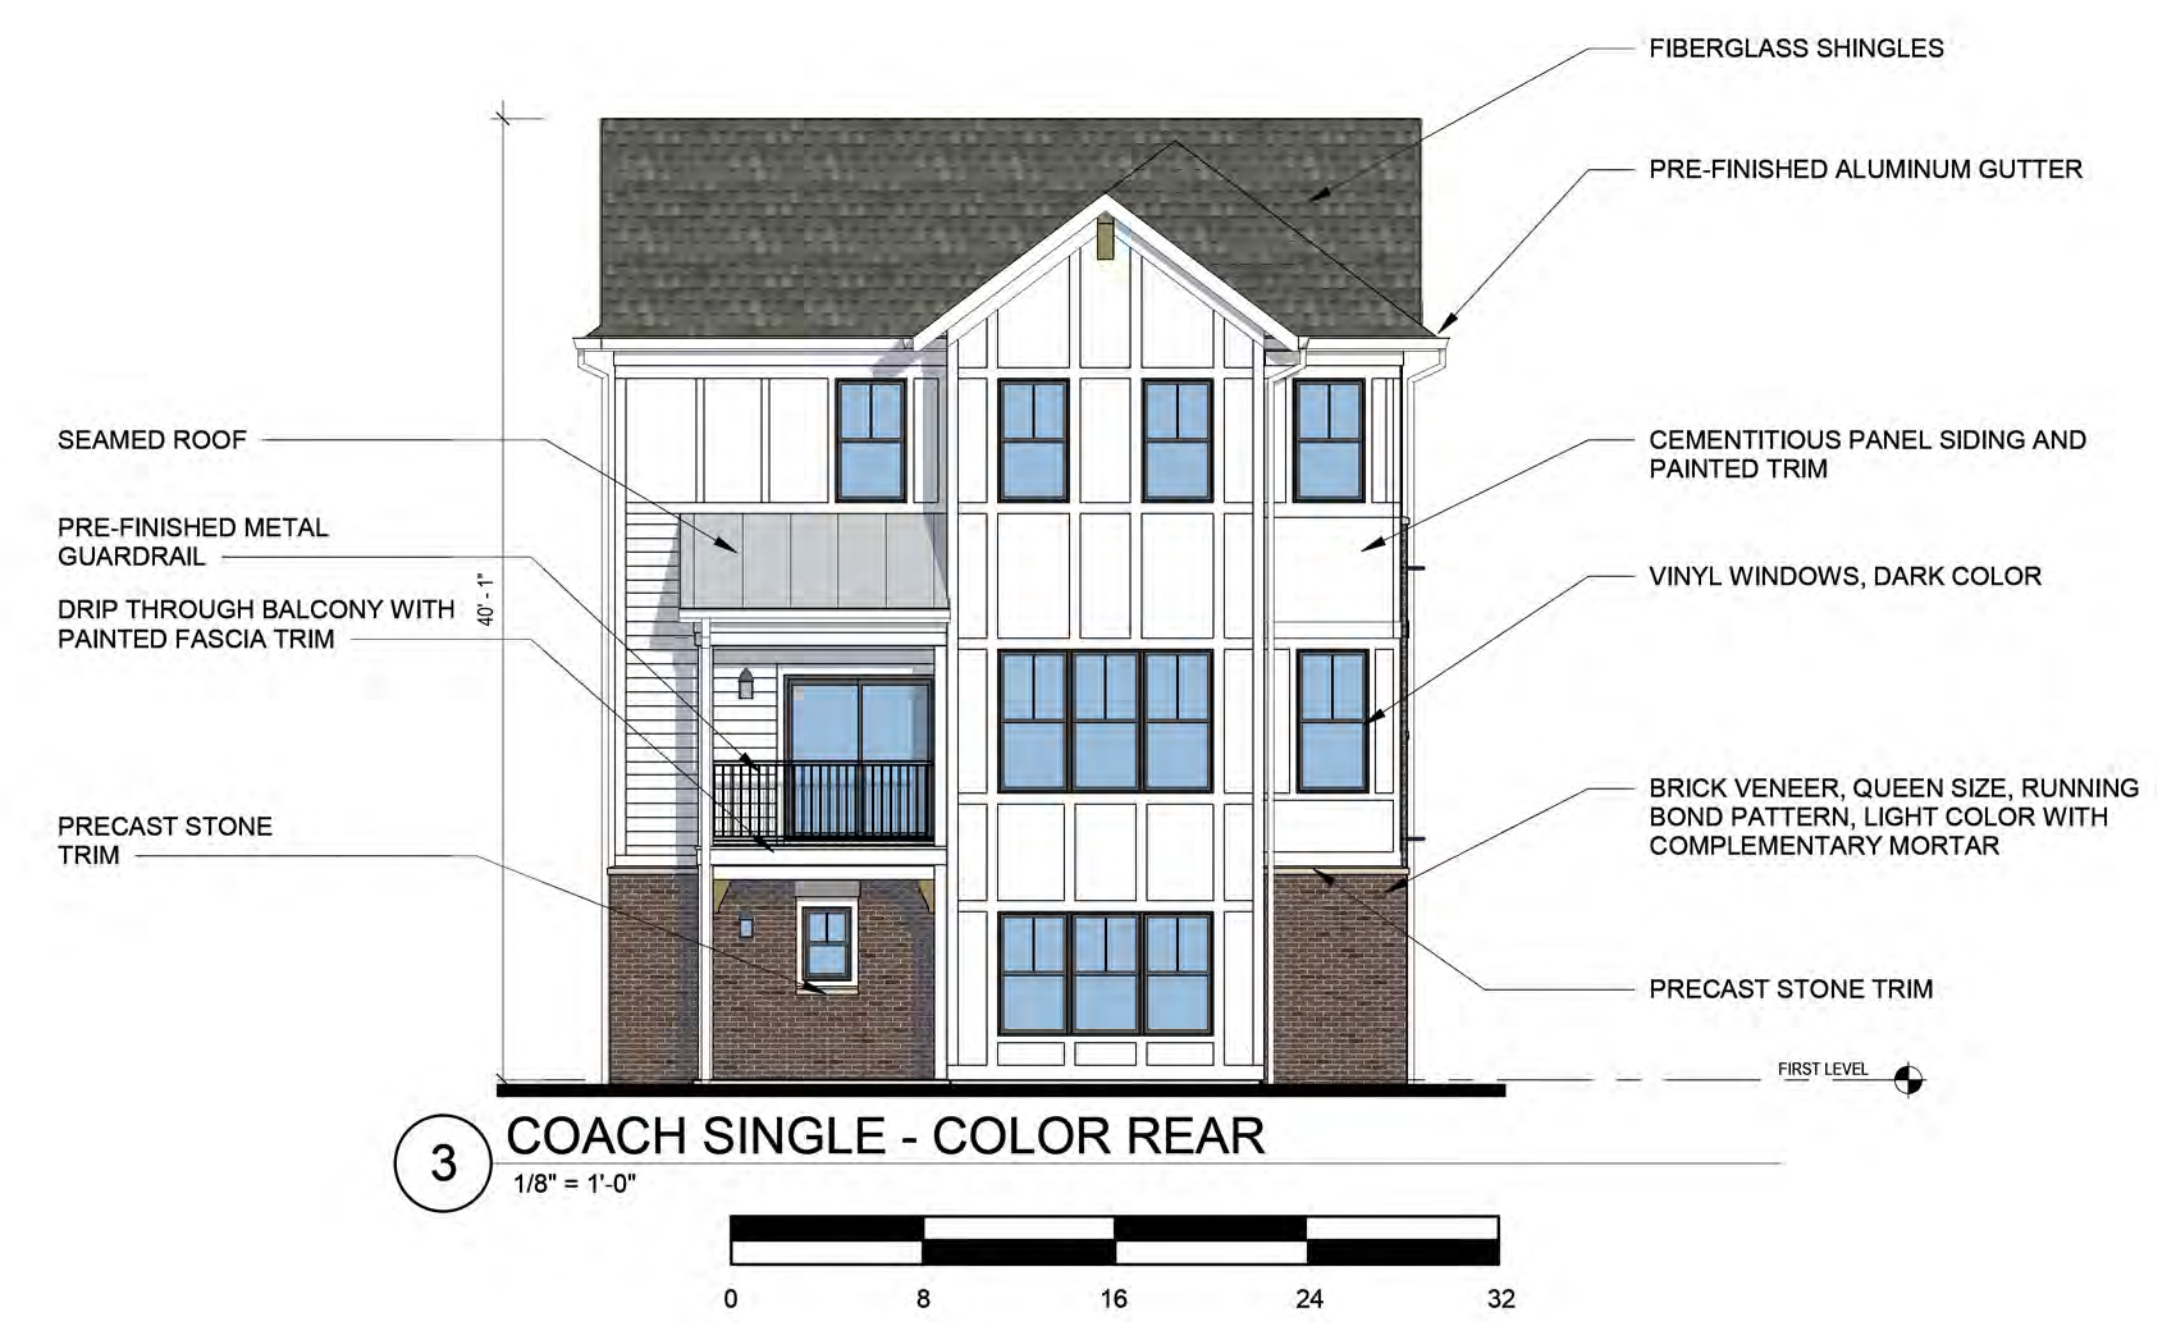 FIBERGLASS SHINGLES
PRE-FINISHED ALUMINUM GUTTER
SEAMED ROOF
CEMENTITIOUS PANEL SIDING AND
PAINTED TRIM
PRE-FINISHED METAL
GUARDRAIL
VINYL WINDOWS, DARK COLOR
DRIP THROUGH BALCONY WITH
PAINTED FASCIA TRIM
40' - 1"
BRICK VENEER, QUEEN SIZE, RUNNING
BOND PATTERN, LIGHT COLOR WITH
COMPLEMENTARY MORTAR
PRECAST STONE
TRIM
PRECAST STONE TRIM
FIRST LEVEL
3
COACH SINGLE - COLOR REAR
1/8" = 1'-0"
0 8 16 24 32